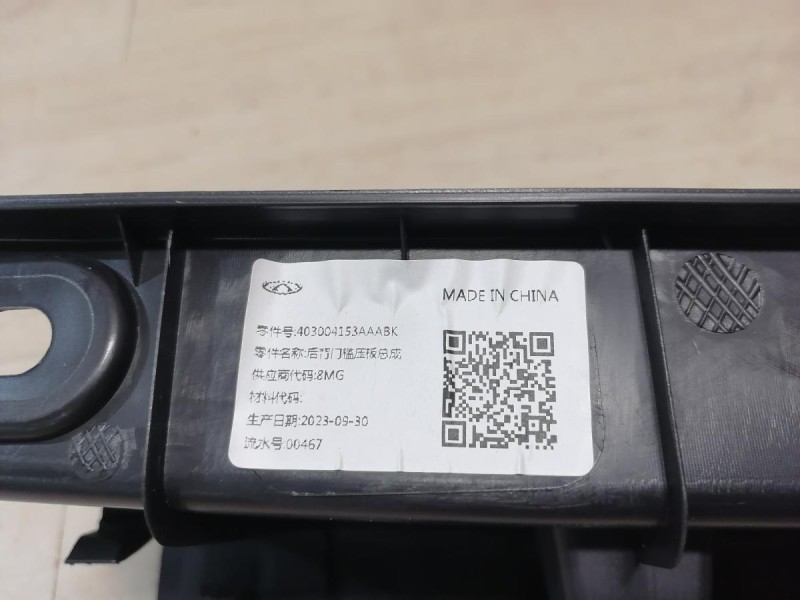 MADE IN CHINA
零件号:403004153AAABK
零件名称:后背门槛压板总成
供应商代码:8MG
材料代码:
生产日期:2023-09-30
流水号:00467